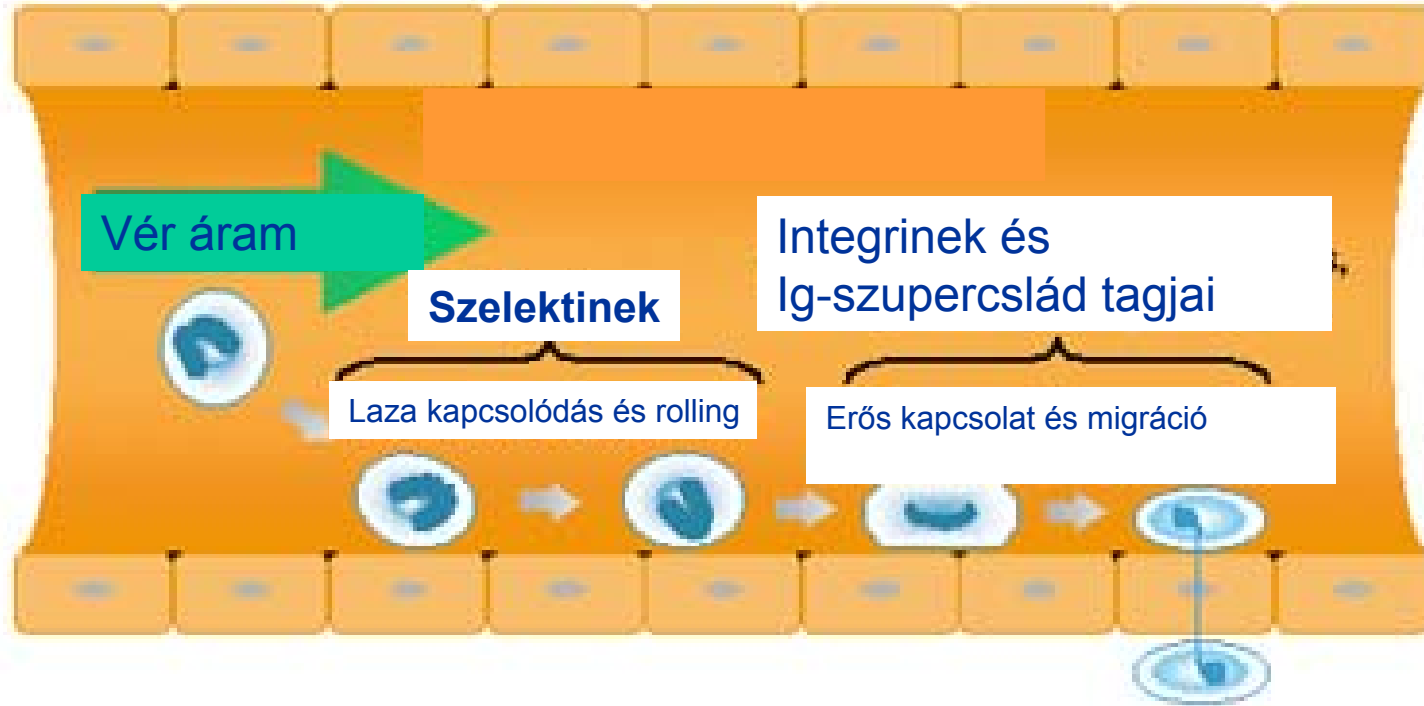 Vér áram
Integrinek és
Ig-szupercslád tagjai
Szelektinek
Laza kapcsolódás és rolling
Erős kapcsolat és migráció